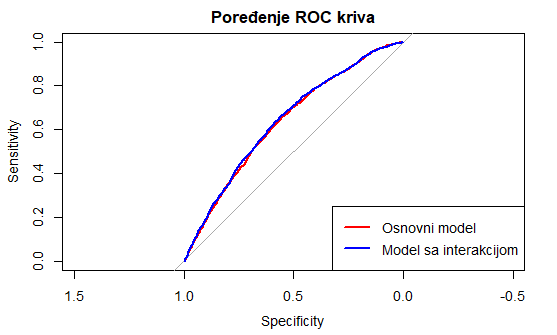 Poređenje ROC kriva
Sensitivity
1.0
0.8
0.6
0.4
0.2
0.0
Osnovni model
Model sa interakcijom
1.5 1.0 0.5 0.0 -0.5
Specificity